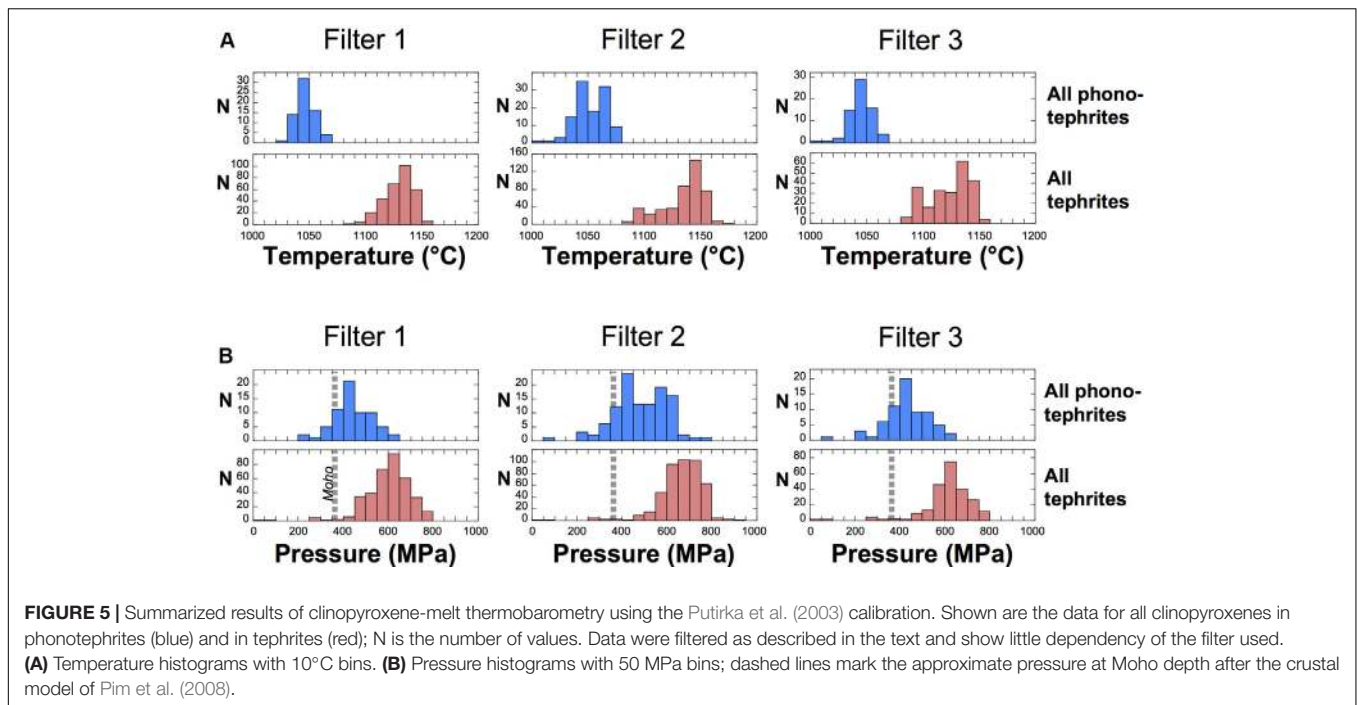 A
Filter 1 Filter 2 Filter 3
30 25 20 15 10 5 0 N
30 20 10 0 N
30 20 10 0 N
All phono-
tephrites
100 80 60 40 20 0 N
160 120 80 40 0 N
60 50 40 30 20 10 0 N
All
tephrites
1000 1050 1100 1150 1200
1000 1050 1100 1150 1200
1000 1050 1100 1150 1200
Temperature (°C) Temperature (°C) Temperature (°C)
B
Filter 1 Filter 2 Filter 3
20 15 10 5 0 N
20 15 10 5 0 N
20 15 10 5 0 N
All phono-
tephrites
80 60 40 20 0 N
Moho
100 80 60 40 20 0 N
80 60 40 20 0 N
All
tephrites
0 200 400 600 800 1000
0 200 400 600 800 1000
0 200 400 600 800 1000
Pressure (MPa) Pressure (MPa) Pressure (MPa)
FIGURE 5 | Summarized results of clinopyroxene-melt thermobarometry using the Putirka et al. (2003) calibration. Shown are the data for all clinopyroxenes in
phonotephrites (blue) and in tephrites (red); N is the number of values. Data were filtered as described in the text and show little dependency of the filter used.
(A) Temperature histograms with 10°C bins. (B) Pressure histograms with 50 MPa bins; dashed lines mark the approximate pressure at Moho depth after the crustal
model of Pim et al. (2008).